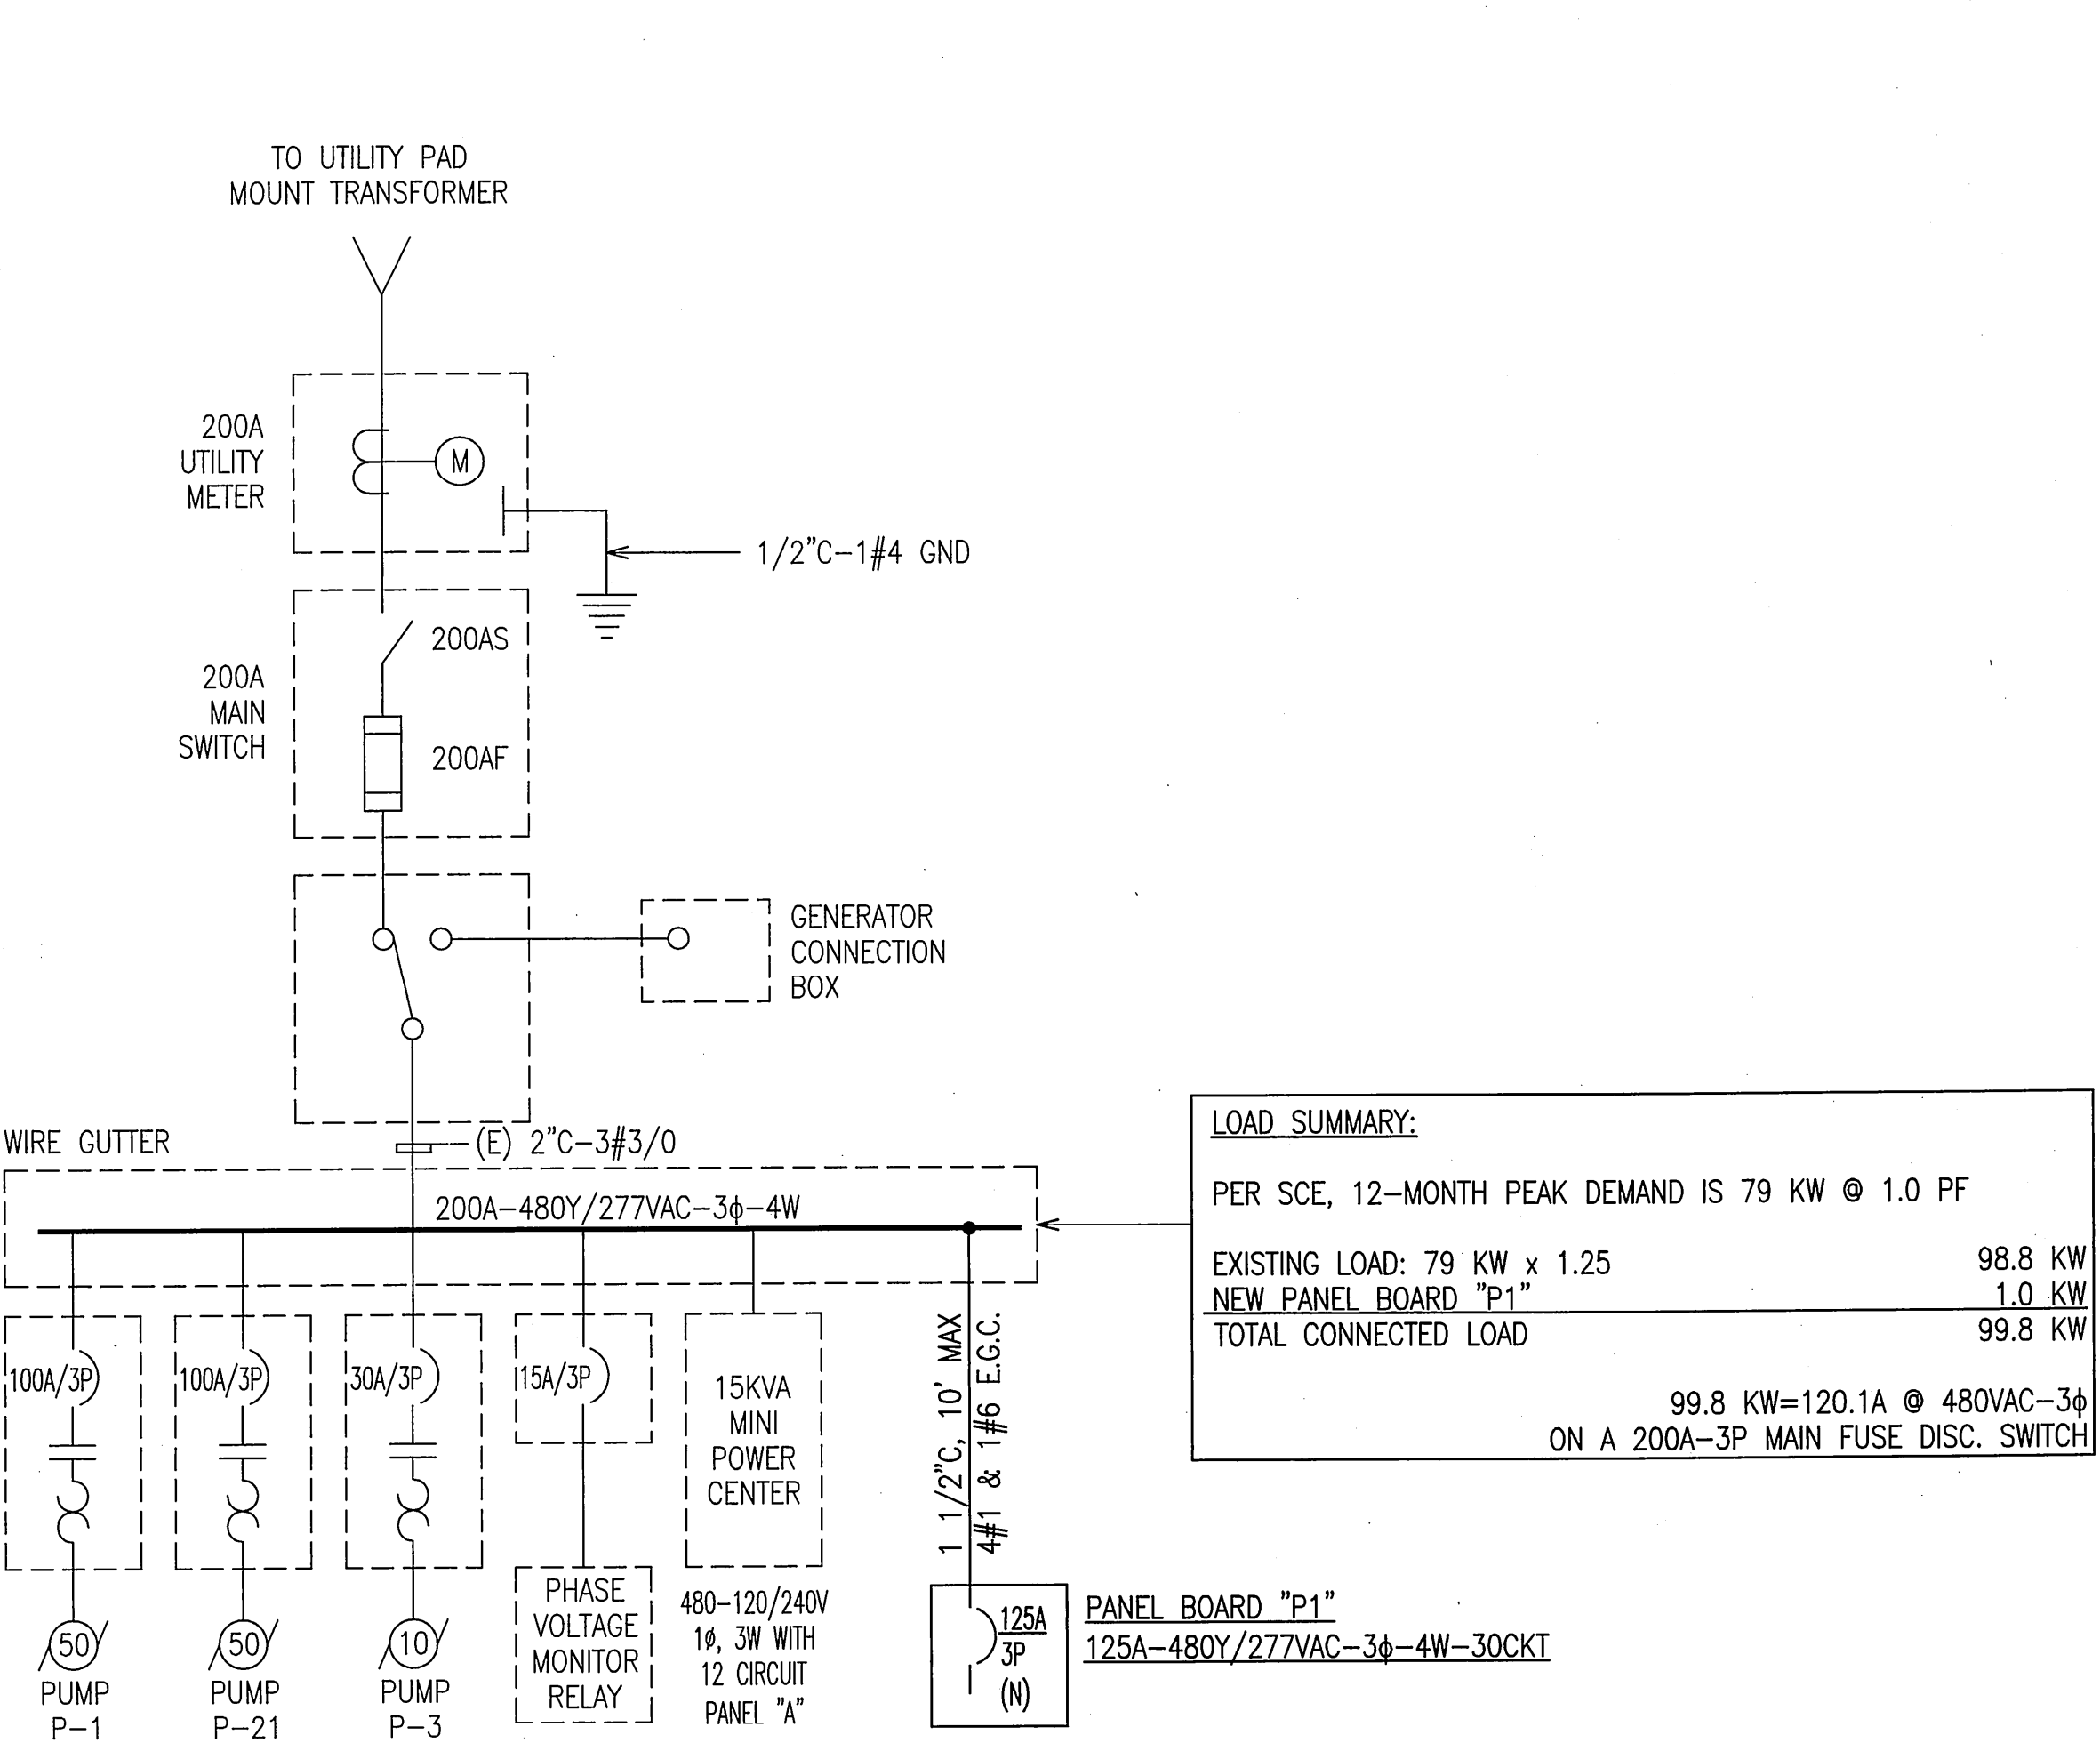 TO UTILITY PAD
MOUNT TRANSFORMER
200A
UTILITY
METER
M
1/2"C-1#4 GND
200A
MAIN
SWITCH
200AS
200AF
GENERATOR
CONNECTION
BOX
WIRE GUTTER
(E) 2"C-3#3/0
200A-480Y/277VAC-3ϕ-4W
LOAD SUMMARY:
PER SCE, 12-MONTH PEAK DEMAND IS 79 KW @ 1.0 PF
EXISTING LOAD: 79 KW x 1.25 98.8 KW
NEW PANEL BOARD "P1" 1.0 KW
TOTAL CONNECTED LOAD 99.8 KW
99.8 KW=120.1A @ 480VAC-3ϕ
ON A 200A-3P MAIN FUSE DISC. SWITCH
100A/3P
100A/3P
30A/3P
15A/3P
15KVA
MINI
POWER
CENTER
1 1/2"C, 10' MAX
4#1 & 1#6 E.G.C.
50
PUMP
P-1
50
PUMP
P-21
10
PUMP
P-3
PHASE
VOLTAGE
MONITOR
RELAY
480-120/240V
1ø, 3W WITH
12 CIRCUIT
PANEL "A"
125A
3P
(N)
PANEL BOARD "P1"
125A-480Y/277VAC-3ϕ-4W-30CKT